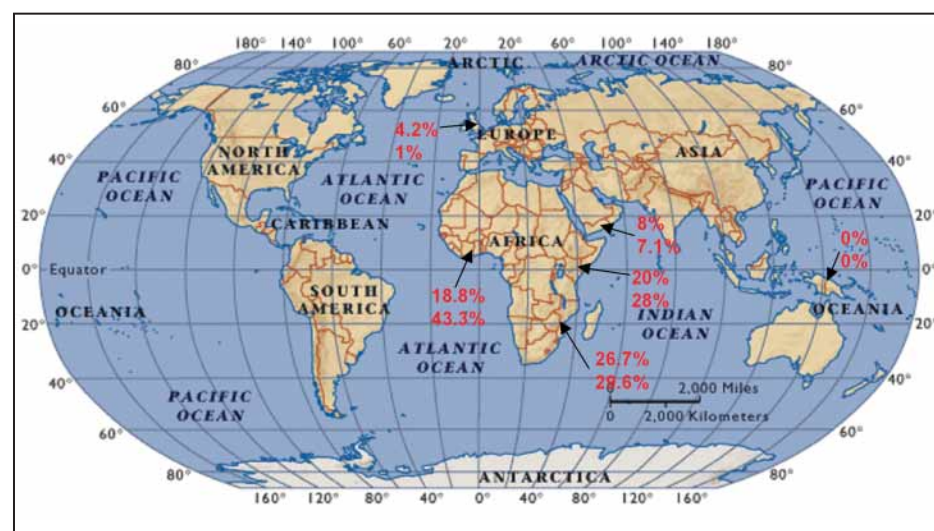 180° 140° 100° 60° 20° 20° 60° 100° 140° 180°
80° ARCTIC ARCTIC OCEAN 80°
60° 60°
4.2%
1%
EUROPE
NORTH
AMERICA
ASIA
40° 40°
PACIFIC
OCEAN
ATLANTIC
OCEAN
PACIFIC
OCEAN
20° 20°
CARIBBEAN
AFRICA
8%
7.1%
0%
0%
0° Equator 0°
18.8%
43.3%
20%
28%
SOUTH
AMERICA
OCEANIA
OCEANIA
INDIAN
OCEAN
20° 20°
ATLANTIC
OCEAN
26.7%
29.6%
40° 40°
PACIFIC
OCEAN
0 2,000 Miles
0 2,000 Kilometers
60° 60°
80° ANTARCTICA 80°
160° 120° 80° 40° 0° 40° 80° 120° 160°